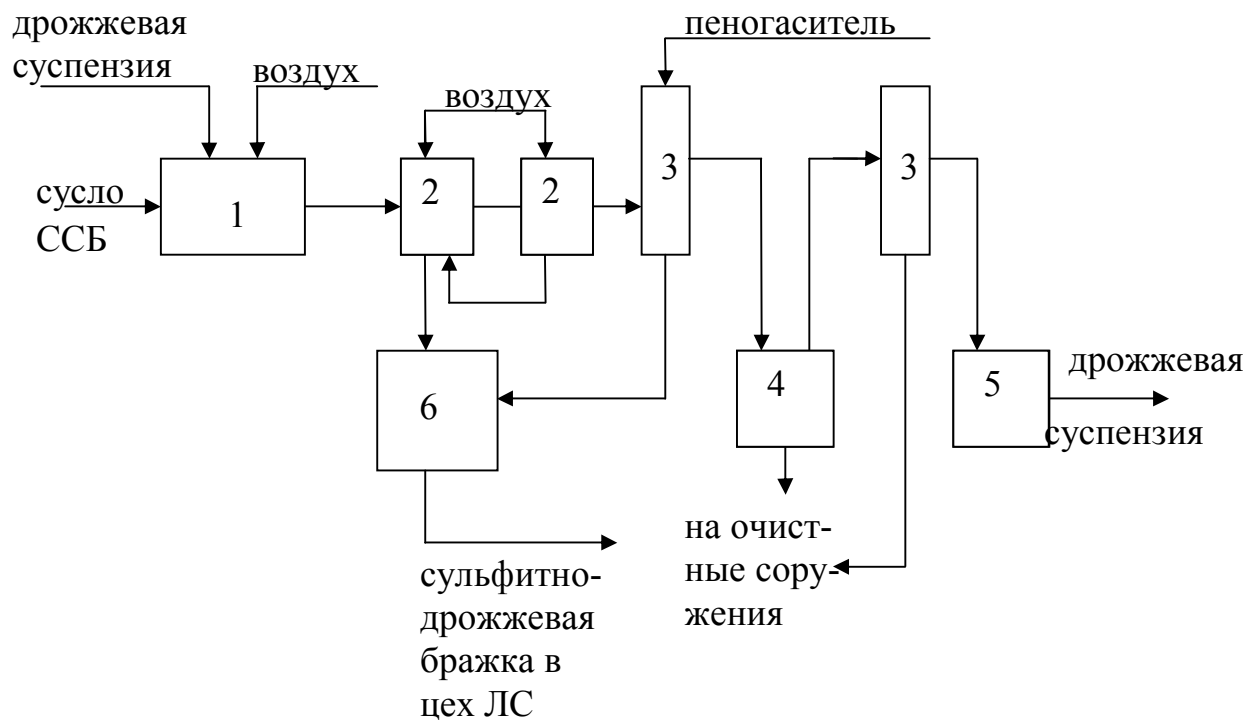 дрожжевая
суспензия
воздух
пеногаситель
воздух
сусло
ССБ
1
2
2
3
3
4
5
6
дрожжевая
суспензия
на очист-
ные сору-
жения
сульфитно-
дрожжевая
бражка в
цех ЛС